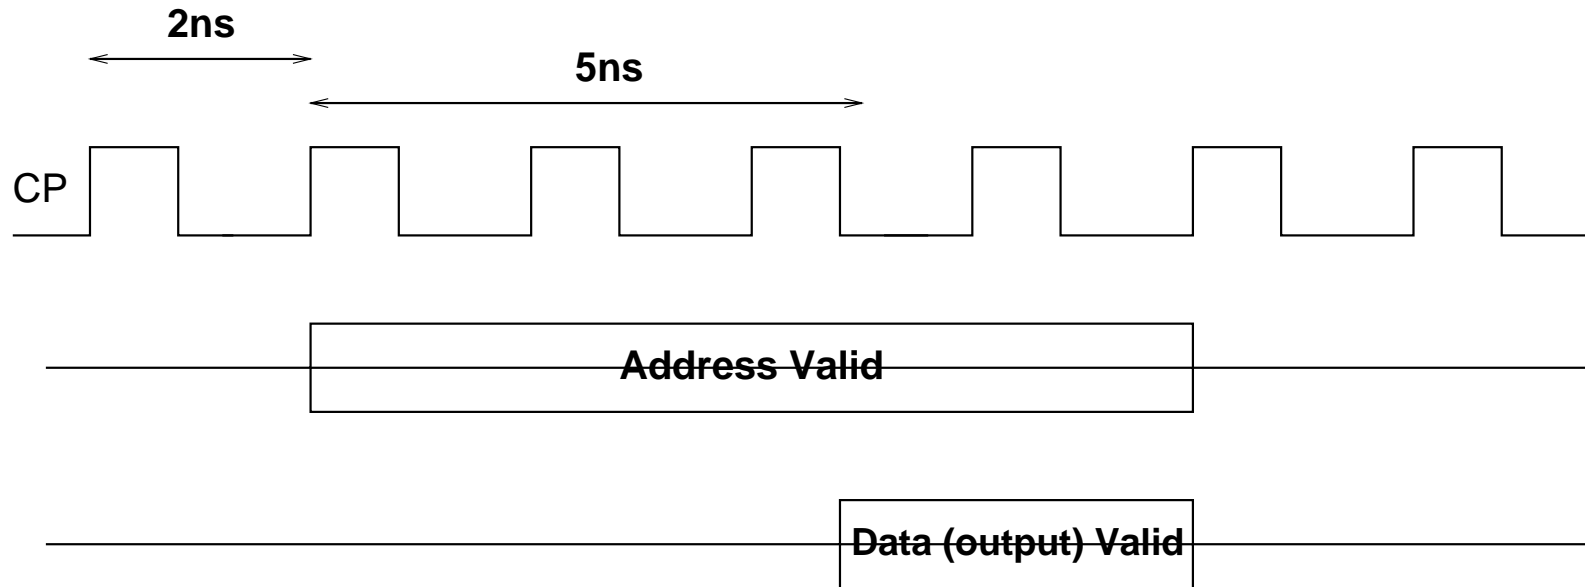 2ns
5ns
CP
Address Valid
Data (output) Valid